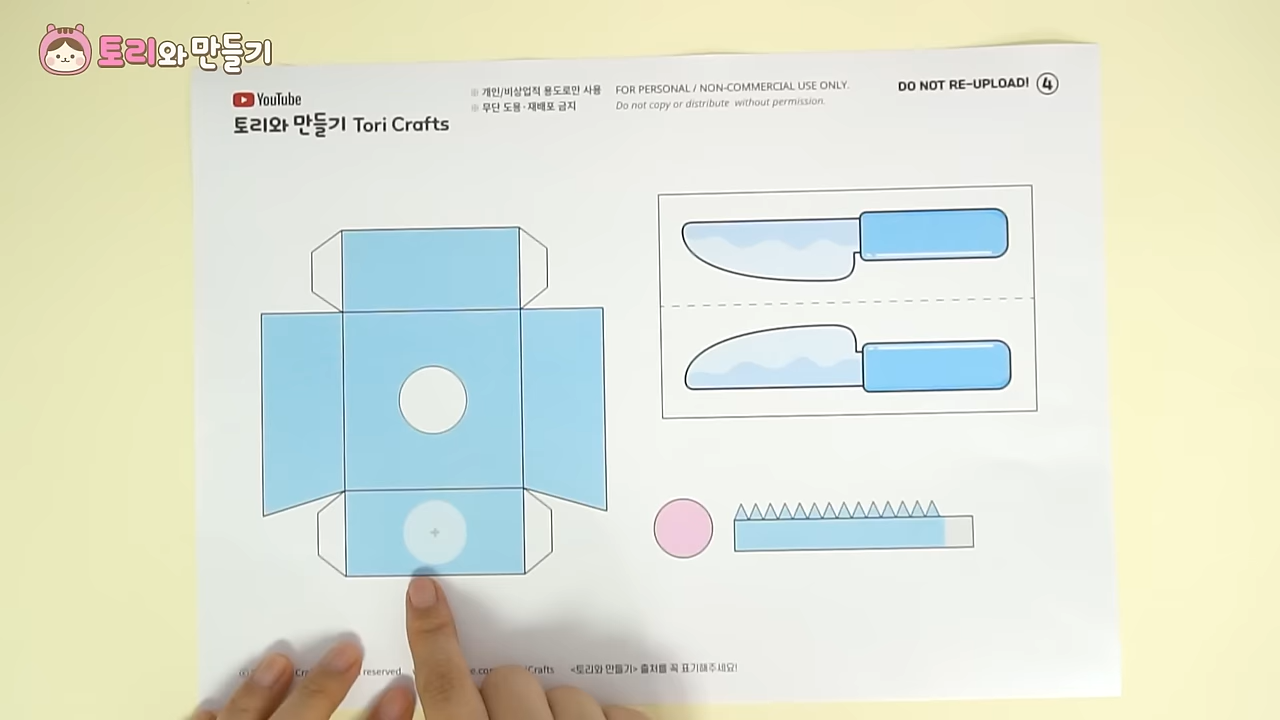 토리와 만들기
YouTube
토리와 만들기 Tori Crafts
※ 개인/비상업적 용도로만 사용
※ 무단 도용·재배포 금지
FOR PERSONAL / NON-COMMERCIAL USE ONLY.
Do not copy or distribute without permission.
DO NOT RE-UPLOAD! ④
reserved.
<토리와 만들기> 출처를 꼭 표기해주세요!